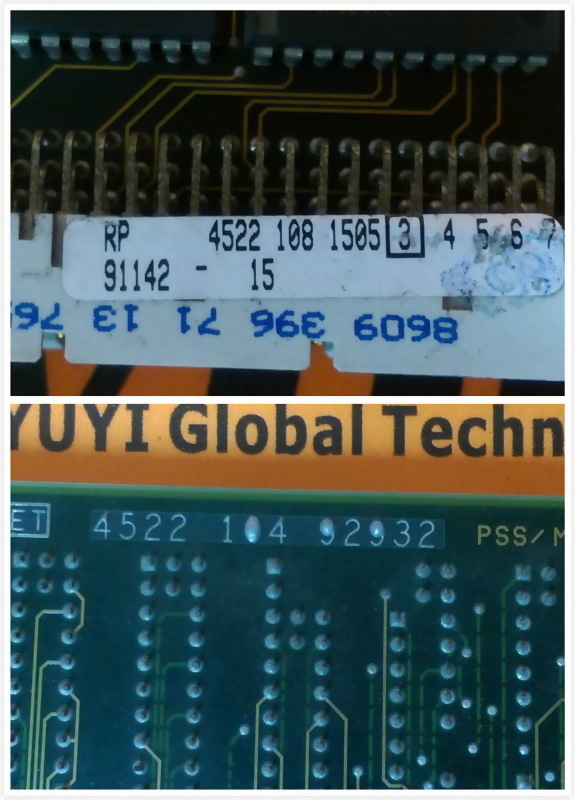 RP 4522 108 1505 3 4 5 6 7
91142 - 15
8609 396 71 13
YUYI Global Techn
ET 4522 104 92932 PSS/M